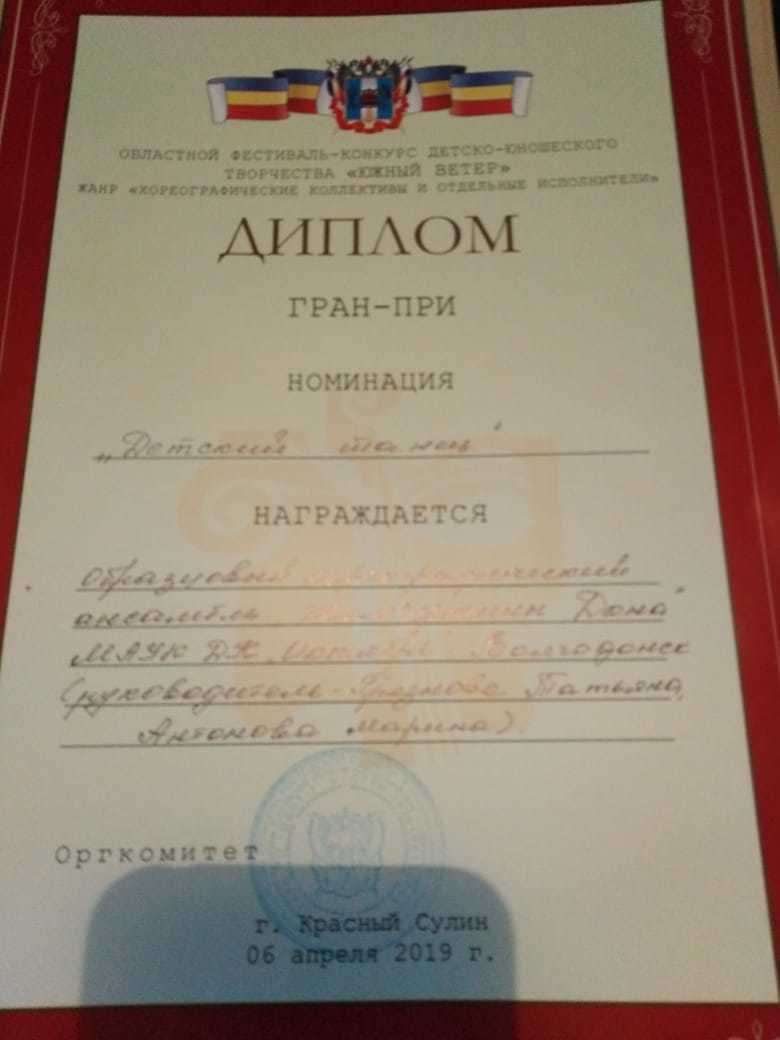 ОБЛАСТНОЙ ФЕСТИВАЛЬ-КОНКУРС ДЕТСКО-ЮНОШЕСКОГО
ТВОРЧЕСТВА «ЮЖНЫЙ ВЕТЕР»
ЖАНР «ХОРЕОГРАФИЧЕСКИЕ КОЛЛЕКТИВЫ И ОТДЕЛЬНЫЕ ИСПОЛНИТЕЛИ»
ДИПЛОМ
ГРАН-ПРИ
НОМИНАЦИЯ
„Детский танец"
НАГРАЖДАЕТСЯ
Образцовый хореографический
ансамбль Дона"
МАУК ДК „Октябрь" г. Волгодонск
(руководитель - Татьяна,
Антонова Марина)
Оргкомитет
г. Красный Сулин
06 апреля 2019 г.